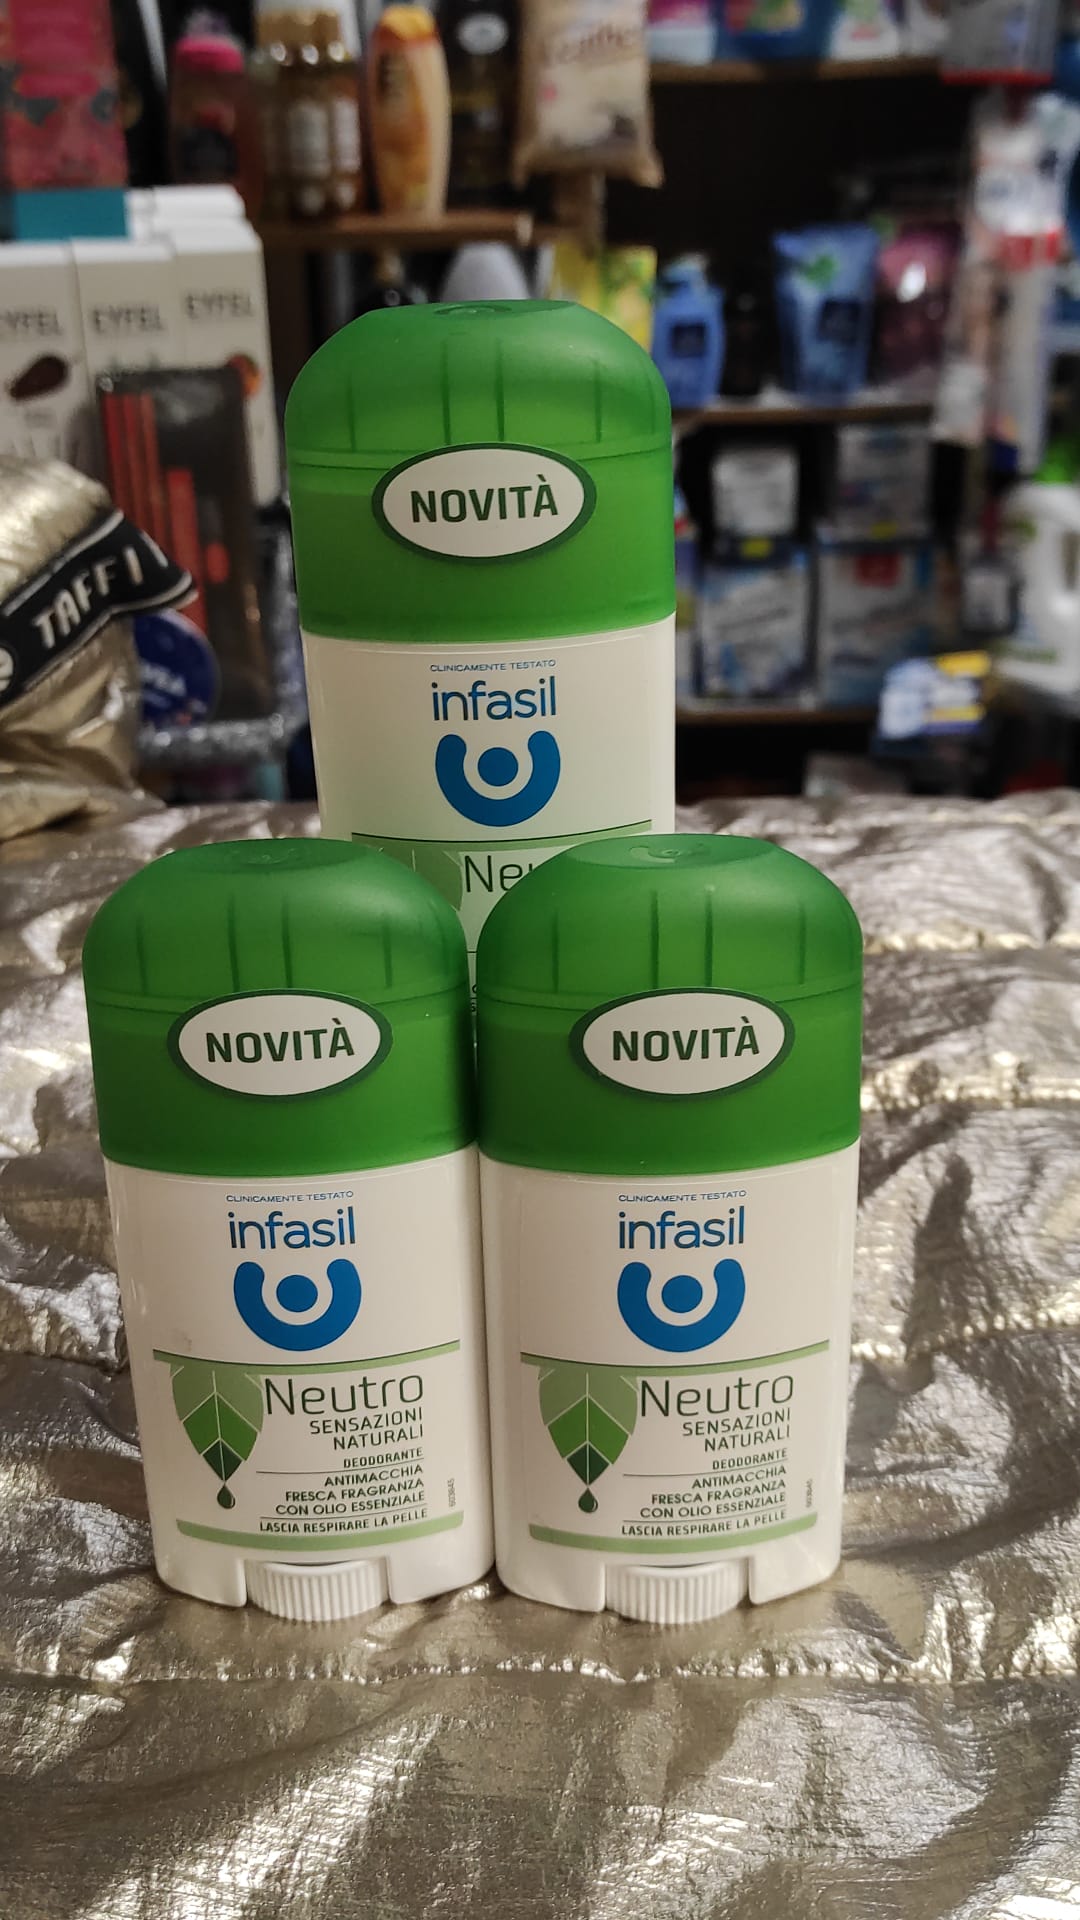 EYFEL
EYFEL
EYFEL
TAFFI
NOVITÀ
CLINICAMENTE TESTATO
infasil
NOVITÀ
CLINICAMENTE TESTATO
infasil
Neutro
SENSAZIONI
NATURALI
DEODORANTE
ANTIMACCHIA
FRESCA FRAGRANZA
CON OLIO ESSENZIALE
LASCIA RESPIRARE LA PELLE
NOVITÀ
CLINICAMENTE TESTATO
infasil
Neutro
SENSAZIONI
NATURALI
DEODORANTE
ANTIMACCHIA
FRESCA FRAGRANZA
CON OLIO ESSENZIALE
LASCIA RESPIRARE LA PELLE